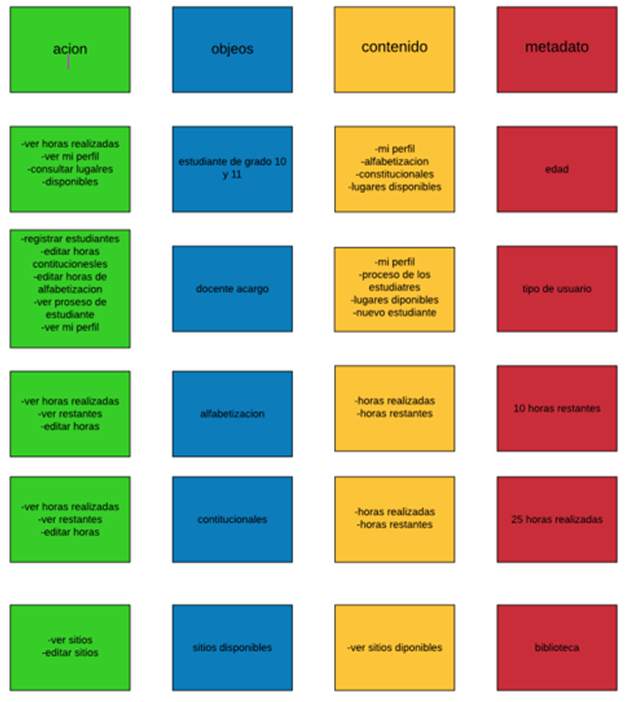 acion
objeos
contenido
metadato
-ver horas realizadas
-ver mi perfil
-consultar lugalres
-disponibles
estudiante de grado 10
y 11
-mi perfil
-alfabetizacion
-constitucionales
-lugares disponibles
edad
-registrar estudiantes
-editar horas
contitucionesles
-editar horas de
alfabetizacion
-ver proseso de
estudiante
-ver mi perfil
docente acargo
-mi perfil
-proceso de los
estudiatres
-lugares diponibles
-nuevo estudiante
tipo de usuario
-ver horas realizadas
-ver restantes
-editar horas
alfabetizacion
-horas realizadas
-horas restantes
10 horas restantes
-ver horas realizadas
-ver restantes
-editar horas
contitucionales
-horas realizadas
-horas restantes
25 horas realizadas
-ver sitios
-editar sitios
sitios disponibles
-ver sitios diponibles
biblioteca